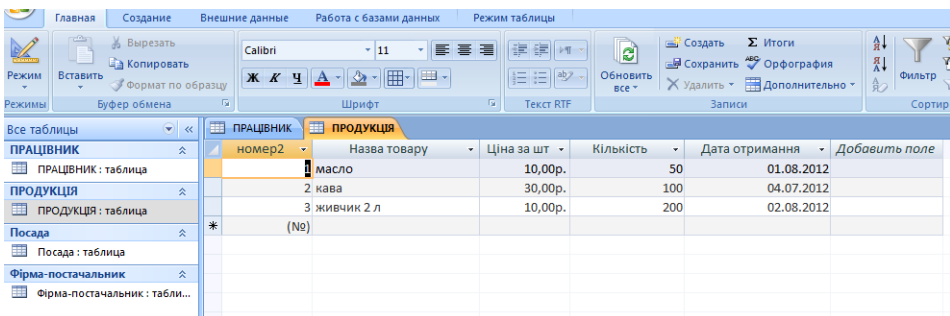 Главная Создание Внешние данные Работа с базами данных Режим таблицы
Режим
Режимы
Вставить
Вырезать
Копировать
Формат по образцу
Буфер обмена
Calibri 11
Ж К Ч A
Шрифт
ab
Текст RTF
Обновить все
Создать
Сохранить
Удалить
Σ Итоги
ABC Орфография
Дополнительно
Записи
А Я
Я А
Фильтр
Сортир
Все таблицы
ПРАЦІВНИК
ПРАЦІВНИК : таблица
ПРОДУКЦІЯ
ПРОДУКЦІЯ : таблица
Посада
Посада : таблица
Фірма-постачальник
Фірма-постачальник : табли...
ПРАЦІВНИК ПРОДУКЦІЯ
номер2 Назва товару Ціна за шт Кількість Дата отримання Добавить поле
1 масло 10,00р. 50 01.08.2012
2 кава 30,00р. 100 04.07.2012
3 живчик 2 л 10,00р. 200 02.08.2012
* (№)